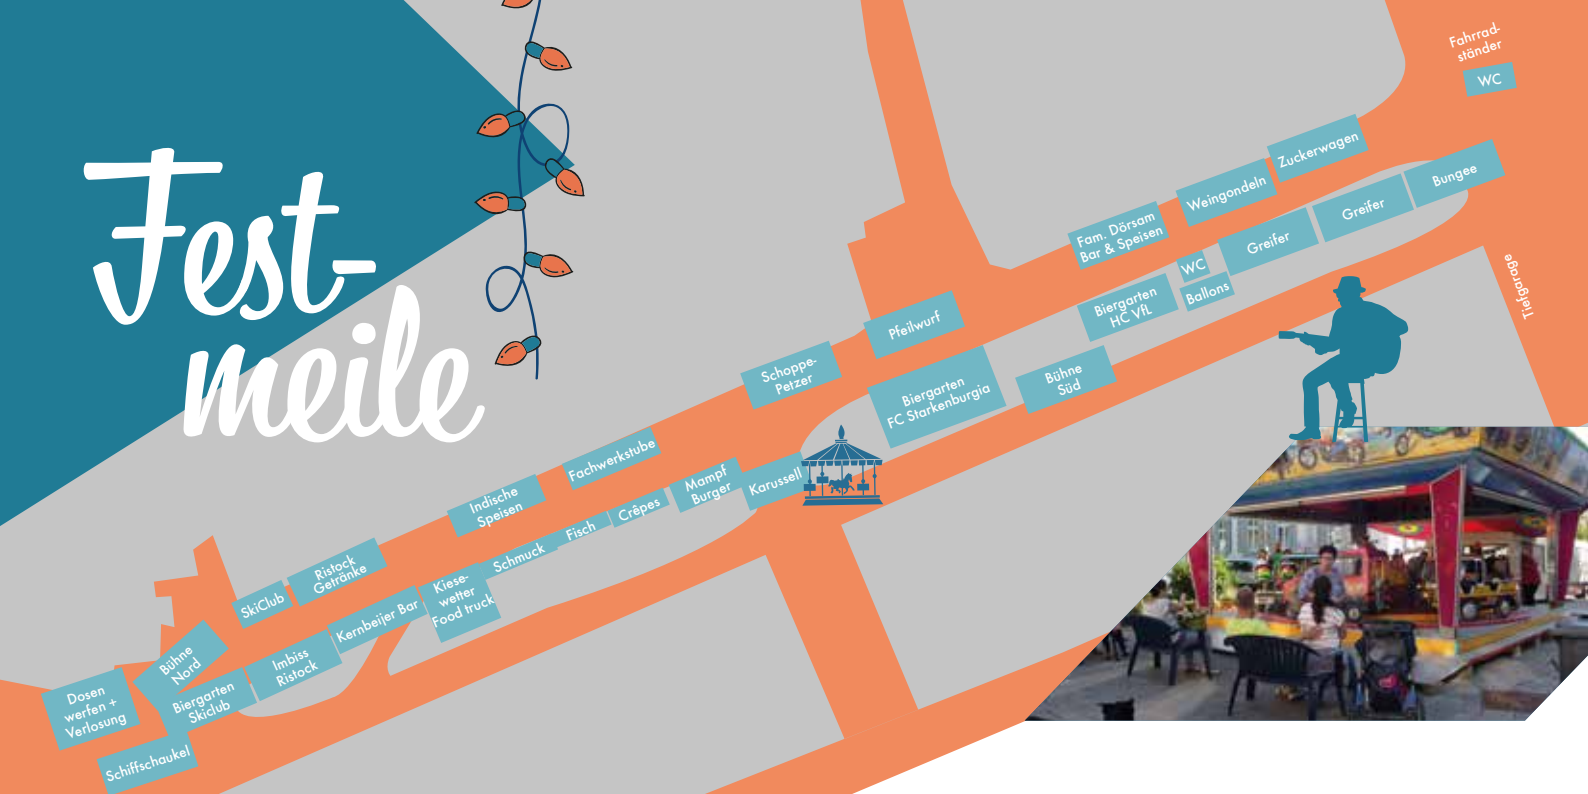 Fest-
meile
Fahrrad-
ständer
WC
Zuckerwagen
Weingondeln
Fam. Dörsam
Bar & Speisen
Bungee
Greifer
Greifer
WC
Ballons
Biergarten
HC VfL
Tiefgarage
Pfeilwurf
Schoppe-
Petzer
Biergarten
FC Starkenburgia
Bühne
Süd
Fachwerkstube
Indische
Speisen
Karussell
Mampf
Burger
Crêpes
Fisch
Schmuck
Kiese-
wetter
Food truck
Ristock
Getränke
SkiClub
Kernbeijer Bar
Imbiss
Ristock
Bühne
Nord
Biergarten
Skiclub
Dosen
werfen +
Verlosung
Schiffschaukel